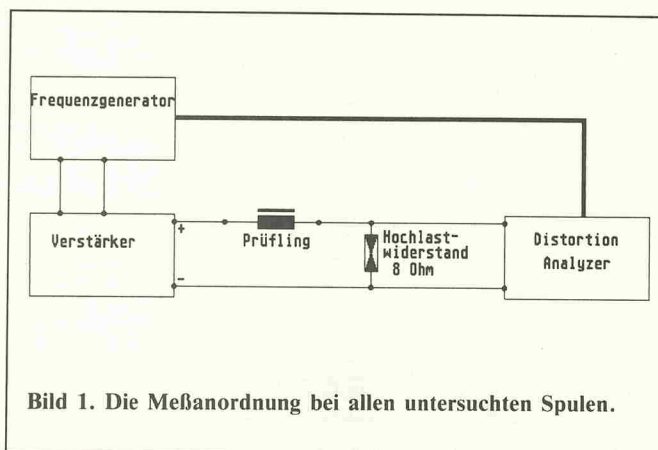 Frequenzgenerator
Verstärker
+
-
Prüfling
Hochlast-
widerstand
8 Ohm
Distortion
Analyzer
Bild 1. Die Meßanordnung bei allen untersuchten Spulen.